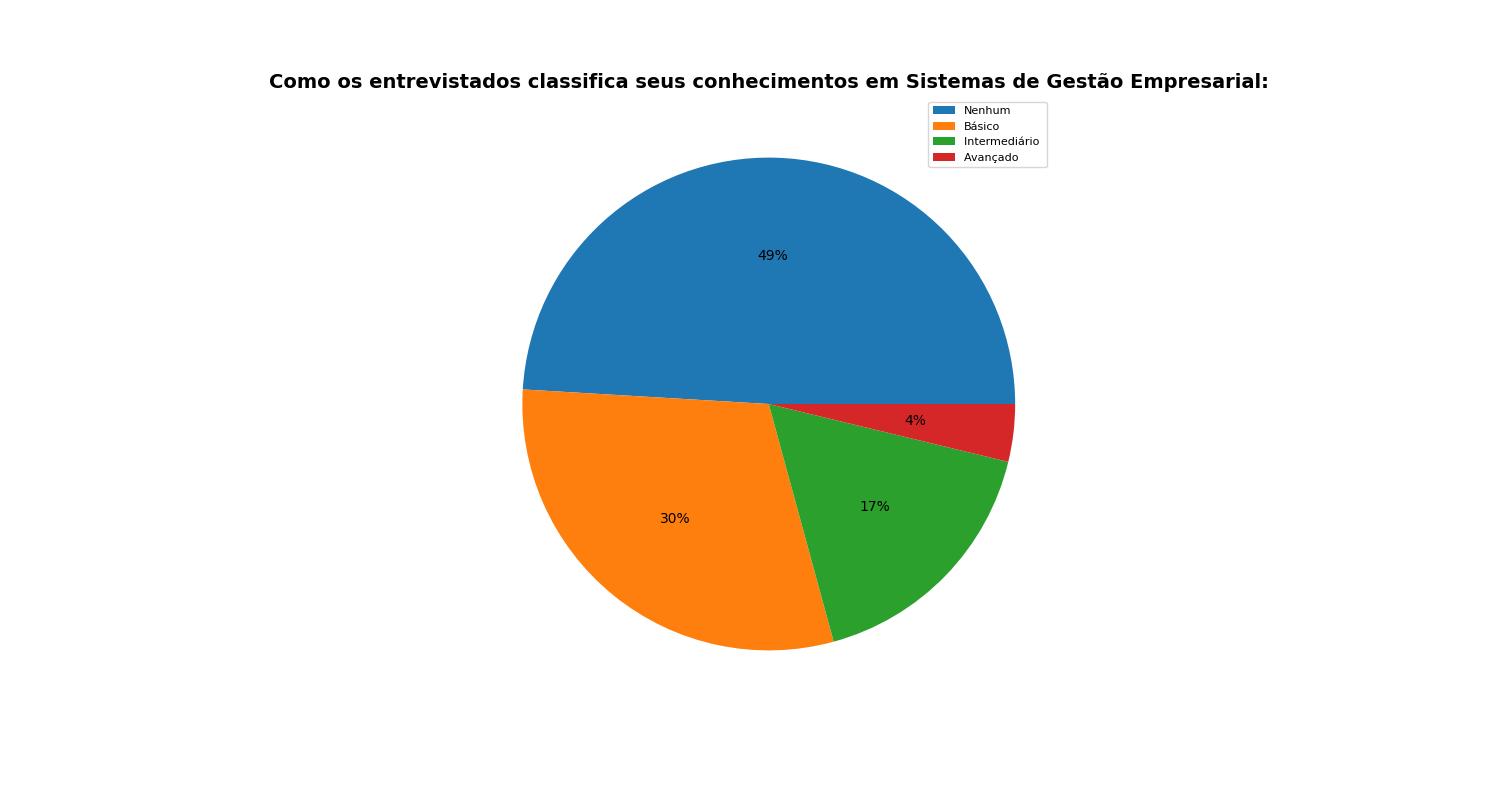 Como os entrevistados classifica seus conhecimentos em Sistemas de Gestão Empresarial:
Nenhum
Básico
Intermediário
Avançado
49%
4%
17%
30%